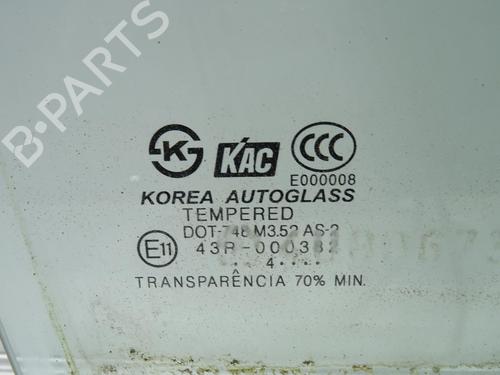 B-PARTS
K KAC CCC
E000008
KOREA AUTOGLASS
TEMPERED
DOT-748 M3.52 AS-2
E11 43R-000382
. . 4 . . . .
TRANSPARÊNCIA 70% MIN.